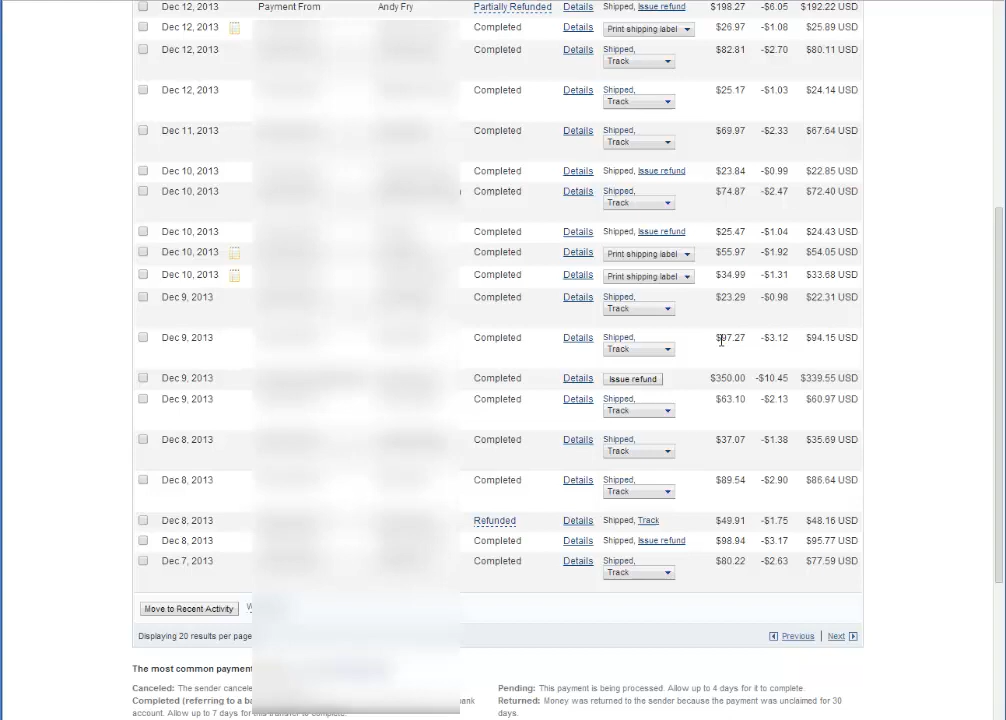 Dec 12, 2013 Payment From Andy Fry Partially Refunded Details Shipped, Issue refund $198.27 -$6.05 $192.22 USD
Dec 12, 2013 Completed Details Print shipping label $26.97 -$1.08 $25.89 USD
Dec 12, 2013 Completed Details Shipped, $82.81 -$2.70 $80.11 USD
Track
Dec 12, 2013 Completed Details Shipped, $25.17 -$1.03 $24.14 USD
Track
Dec 11, 2013 Completed Details Shipped, $69.97 -$2.33 $67.64 USD
Track
Dec 10, 2013 Completed Details Shipped, Issue refund $23.84 -$0.99 $22.85 USD
Dec 10, 2013 Completed Details Shipped, $74.87 -$2.47 $72.40 USD
Track
Dec 10, 2013 Completed Details Shipped, Issue refund $25.47 -$1.04 $24.43 USD
Dec 10, 2013 Completed Details Print shipping label $55.97 -$1.92 $54.05 USD
Dec 10, 2013 Completed Details Print shipping label $34.99 -$1.31 $33.68 USD
Dec 9, 2013 Completed Details Shipped, $23.29 -$0.98 $22.31 USD
Track
Dec 9, 2013 Completed Details Shipped, $97.27 -$3.12 $94.15 USD
Track
Dec 9, 2013 Completed Details Issue refund $350.00 -$10.45 $339.55 USD
Dec 9, 2013 Completed Details Shipped, $63.10 -$2.13 $60.97 USD
Track
Dec 8, 2013 Completed Details Shipped, $37.07 -$1.38 $35.69 USD
Track
Dec 8, 2013 Completed Details Shipped, $89.54 -$2.90 $86.64 USD
Track
Dec 8, 2013 Refunded Details Shipped, Track $49.91 -$1.75 $48.16 USD
Dec 8, 2013 Completed Details Shipped, Issue refund $98.94 -$3.17 $95.77 USD
Dec 7, 2013 Completed Details Shipped, $80.22 -$2.63 $77.59 USD
Track
Move to Recent Activity
Displaying 20 results per page Previous | Next
The most common payment
Canceled: The sender cancele
Completed (referring to a ba
account. Allow up to 7 days for this transfer to complete.
Pending: This payment is being processed. Allow up to 4 days for it to complete
Returned: Money was returned to the sender because the payment was unclaimed for 30
days.